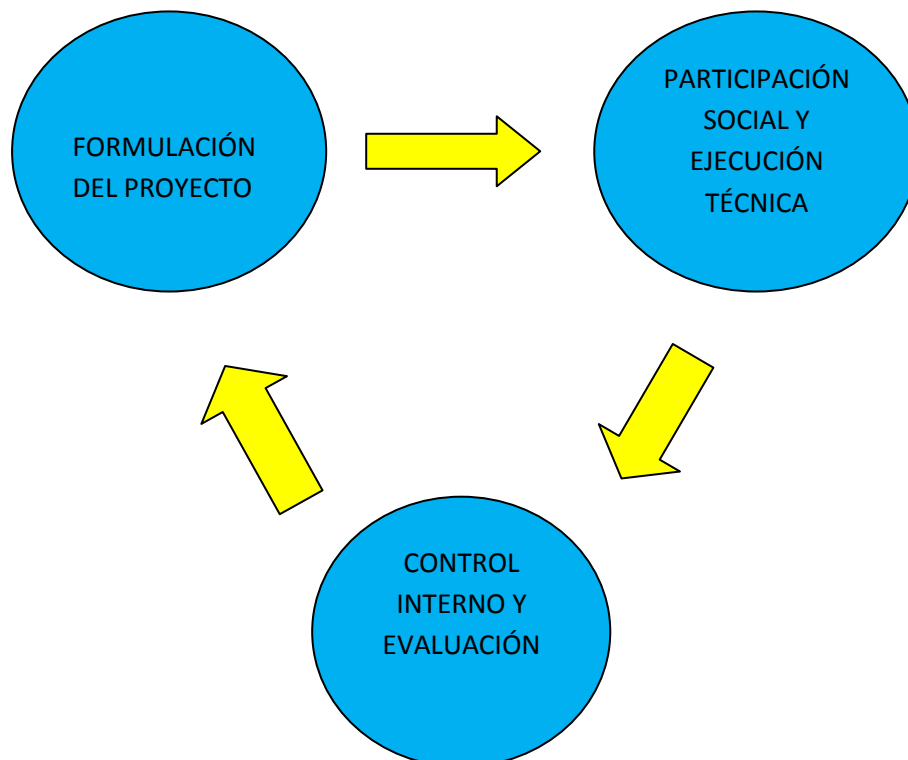 FORMULACIÓN
DEL PROYECTO
PARTICIPACIÓN
SOCIAL Y
EJECUCIÓN
TÉCNICA
CONTROL
INTERNO Y
EVALUACIÓN